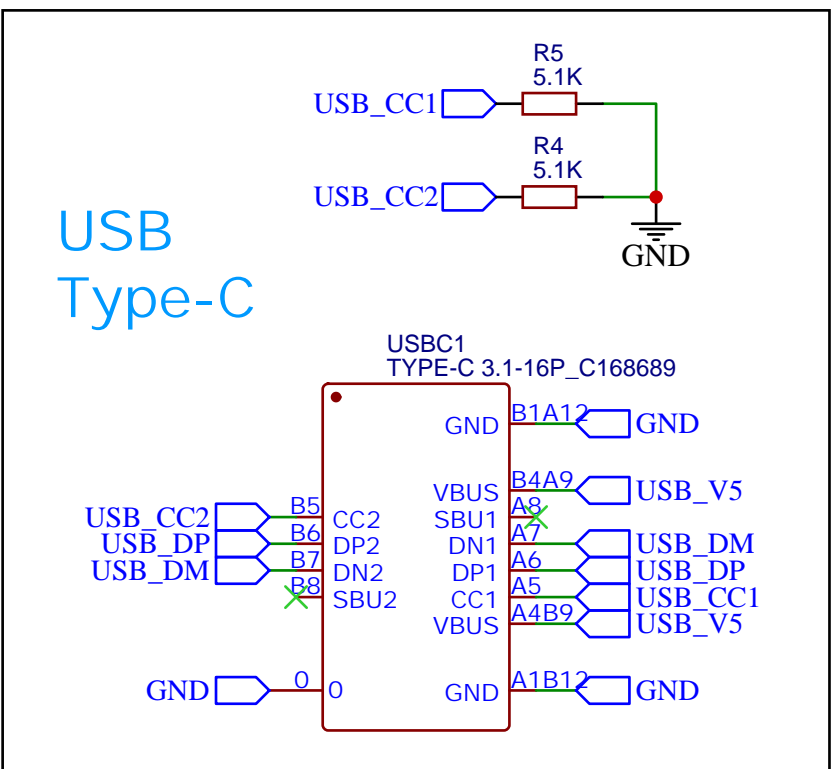 R5
5.1K
USB_CC1
R4
5.1K
USB_CC2
GND
USB
Type-C
USBC1
TYPE-C 3.1-16P_C168689
GND B1A12 GND
VBUS B4A9 USB_V5
USB_CC2 B5 CC2 SBU1 A8
USB_DP B6 DP2 DN1 A7 USB_DM
USB_DM B7 DN2 DP1 A6 USB_DP
B8 SBU2 CC1 A5 USB_CC1
VBUS A4B9 USB_V5
GND 0 0 GND A1B12 GND